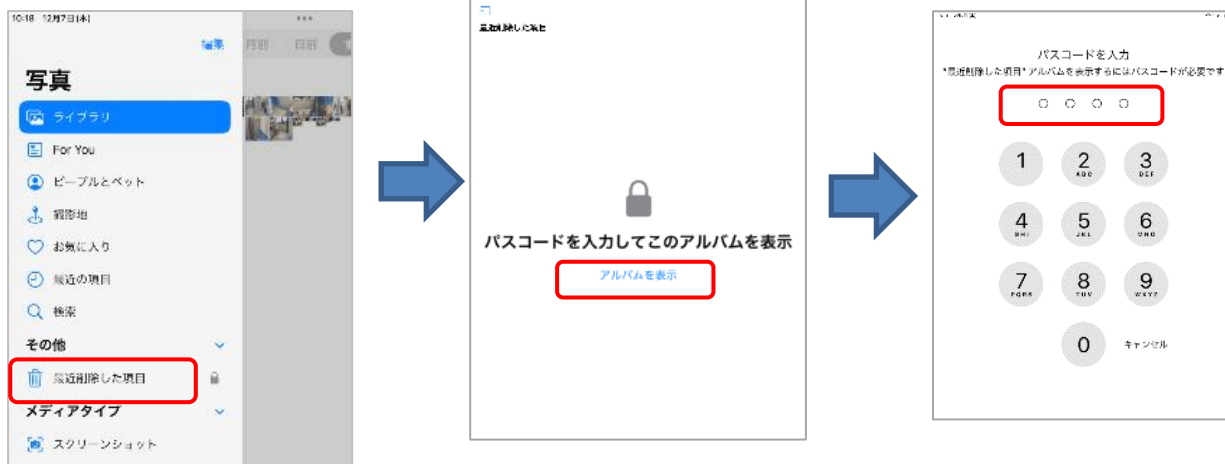 10:18 12月7日(木)
編集
月別 日別
写真
ライブラリ
For You
ピープルとペット
撮影地
お気に入り
最近の項目
検索
その他
最近削除した項目
メディアタイプ
スクリーンショット
最近削除した項目
パスコードを入力してこのアルバムを表示
アルバムを表示
パスコードを入力
"最近削除した項目" アルバムを表示するにはパスコードが必要です
1
2
ABC
3
DEF
4
GHI
5
JKL
6
MNO
7
PQRS
8
TUV
9
WXYZ
0
キャンセル